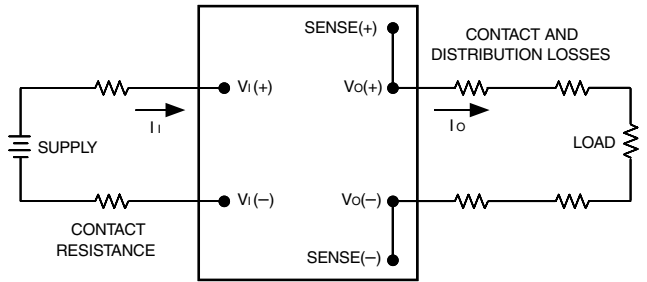 SENSE(+)
CONTACT AND
DISTRIBUTION LOSSES
VI(+)
VO(+)
II
IO
SUPPLY
LOAD
VI(–)
VO(–)
CONTACT
RESISTANCE
SENSE(–)